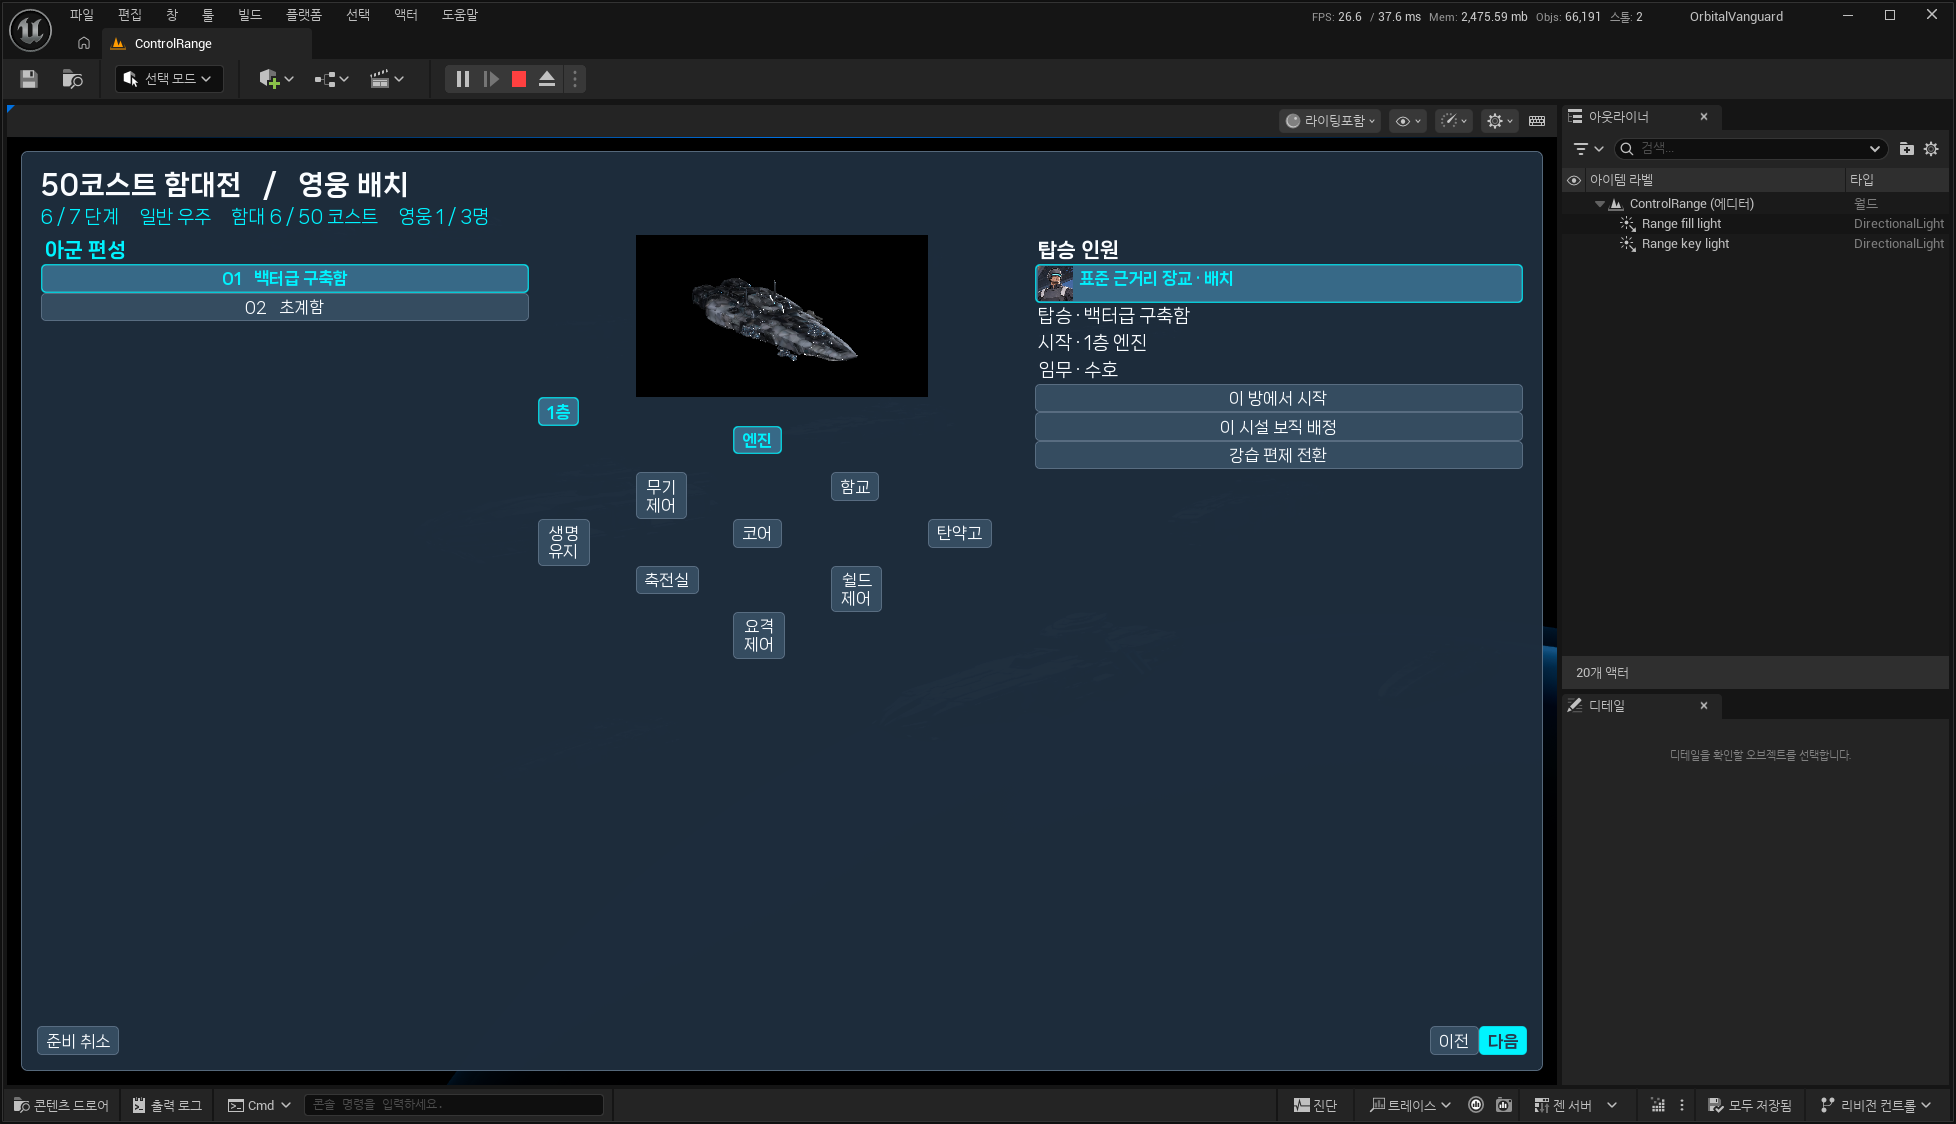 파일 편집 창 툴 빌드 플랫폼 선택 액터 도움말
FPS: 26.6 / 37.6 ms Mem: 2,475.59 mb Objs: 66,191 스톨: 2
OrbitalVanguard
ControlRange
선택 모드
라이팅포함
50코스트 함대전 / 영웅 배치
6 / 7 단계 일반 우주 함대 6 / 50 코스트 영웅 1 / 3명
아군 편성
01 백터급 구축함
02 초계함
탑승 인원
표준 근거리 장교 · 배치
탑승 · 백터급 구축함
시작 · 1층 엔진
임무 · 수호
이 방에서 시작
이 시설 보직 배정
강습 편제 전환
1층
엔진
무기
제어
함교
생명
유지
코어
탄약고
축전실
쉴드
제어
요격
제어
준비 취소
이전
다음
아웃라이너
검색...
아이템 라벨 타입
ControlRange (에디터) 월드
Range fill light DirectionalLight
Range key light DirectionalLight
20개 액터
디테일
디테일을 확인할 오브젝트를 선택합니다.
콘텐츠 드로어 출력 로그 Cmd 콘솔 명령을 입력하세요. 진단 트레이스 젠 서버 모두 저장됨 리비전 컨트롤